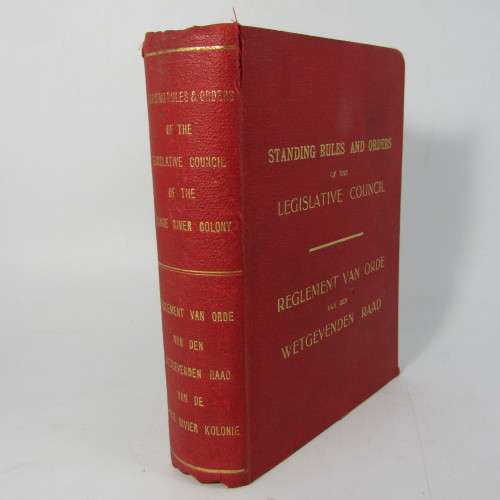 STANDING RULES & ORDERS
OF THE
LEGISLATIVE COUNCIL
OF THE
RIVER COLONY
REGLEMENT VAN ORDE
VAN DEN
WETGEVENDEN RAAD
VAN DE
RIVIER KOLONIE
STANDING RULES AND ORDERS
OF THE
LEGISLATIVE COUNCIL
REGLEMENT VAN ORDE
VAN DEN
WETGEVENDEN RAAD